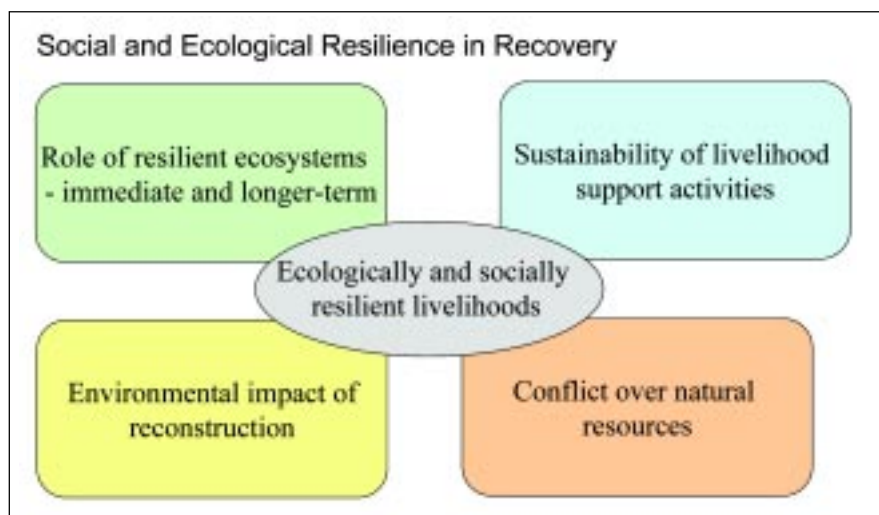 Social and Ecological Resilience in Recovery
Role of resilient ecosystems
- immediate and longer-term
Sustainability of livelihood
support activities
Ecologically and socially
resilient livelihoods
Environmental impact of
reconstruction
Conflict over natural
resources